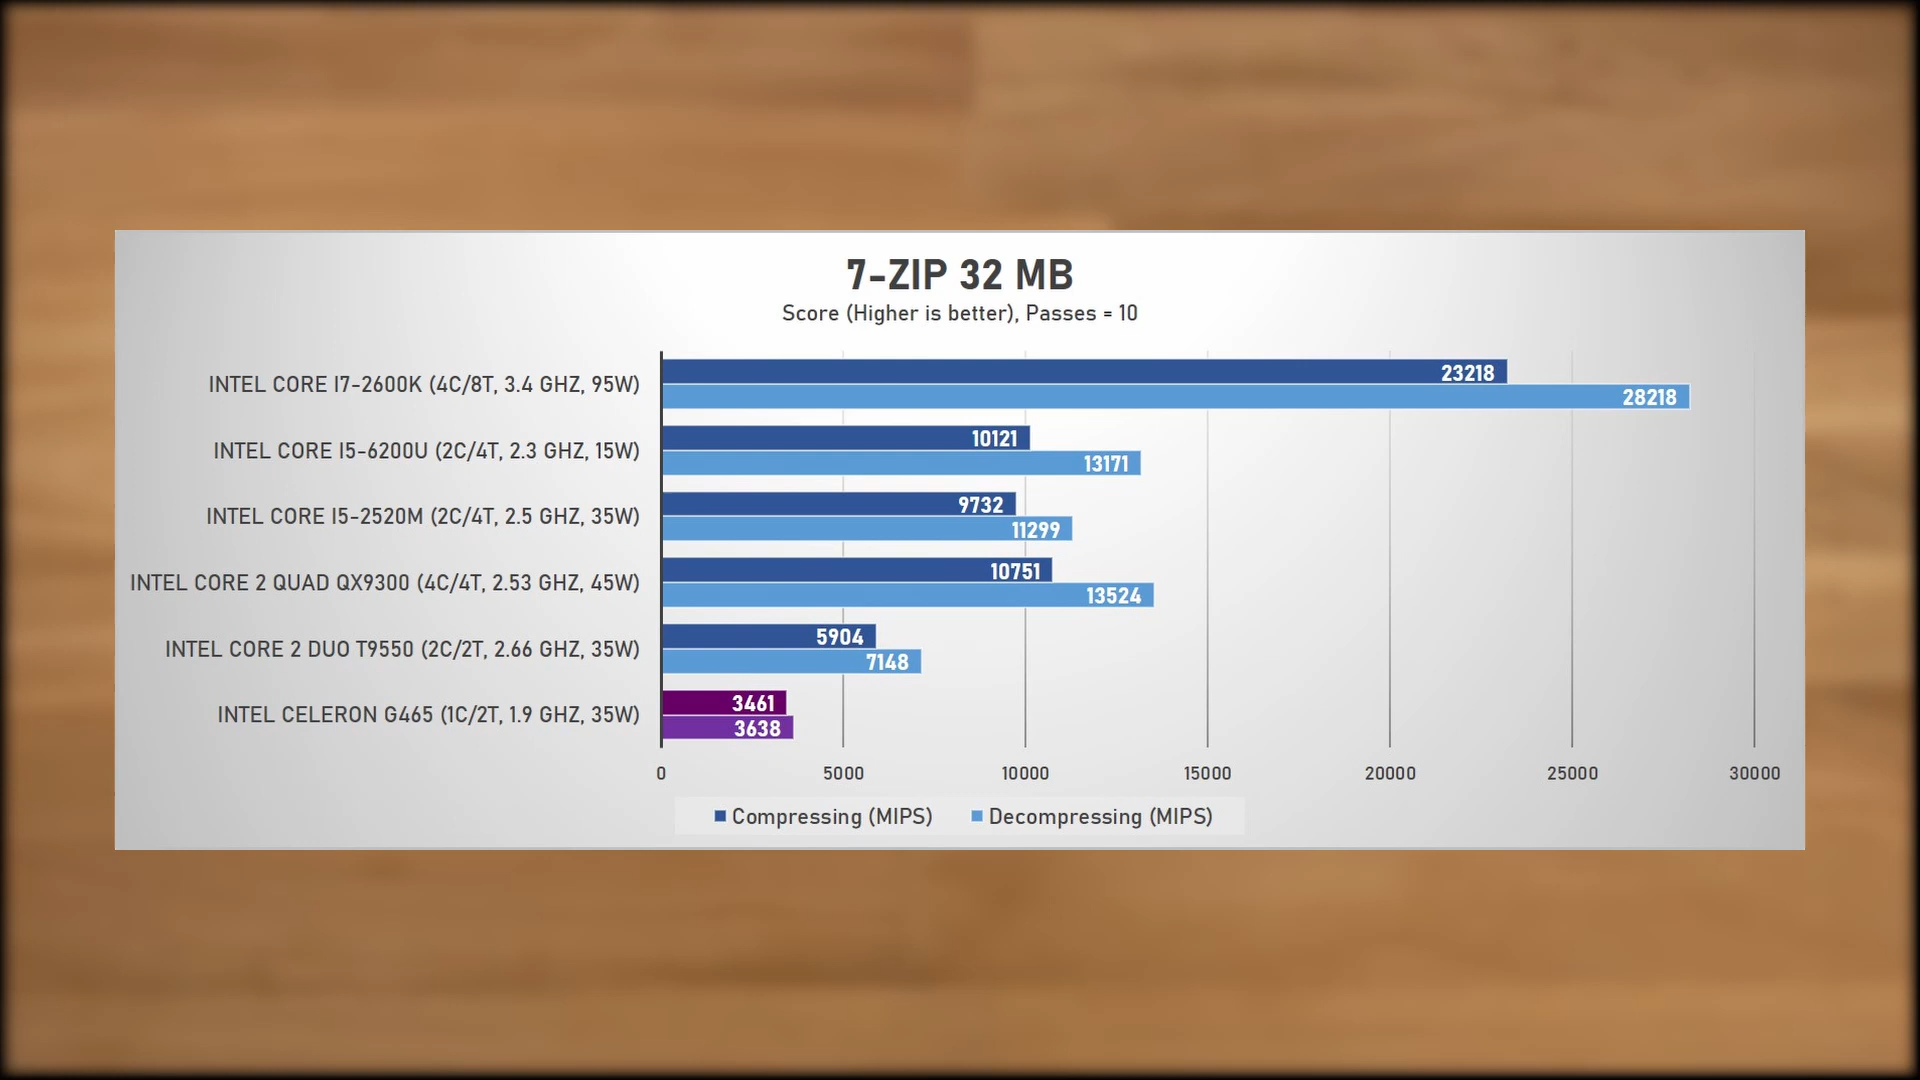 7-ZIP 32 MB
Score (Higher is better), Passes = 10
INTEL CORE I7-2600K (4C/8T, 3.4 GHZ, 95W)
23218
28218
INTEL CORE I5-6200U (2C/4T, 2.3 GHZ, 15W)
10121
13171
INTEL CORE I5-2520M (2C/4T, 2.5 GHZ, 35W)
9732
11299
INTEL CORE 2 QUAD QX9300 (4C/4T, 2.53 GHZ, 45W)
10751
13524
INTEL CORE 2 DUO T9550 (2C/2T, 2.66 GHZ, 35W)
5904
7148
INTEL CELERON G465 (1C/2T, 1.9 GHZ, 35W)
3461
3638
0 5000 10000 15000 20000 25000 30000
Compressing (MIPS) Decompressing (MIPS)